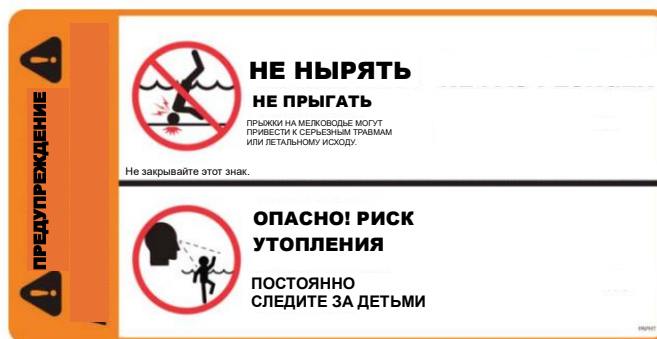 ПРЕДУПРЕЖДЕНИЕ
НЕ НЫРЯТЬ
НЕ ПРЫГАТЬ
ПРЫЖКИ НА МЕЛКОВОДЬЕ МОГУТ
ПРИВЕСТИ К СЕРЬЕЗНЫМ ТРАВМАМ
ИЛИ ЛЕТАЛЬНОМУ ИСХОДУ.
Не закрывайте этот знак.
ОПАСНО! РИСК
УТОПЛЕНИЯ
ПОСТОЯННО
СЛЕДИТЕ ЗА ДЕТЬМИ